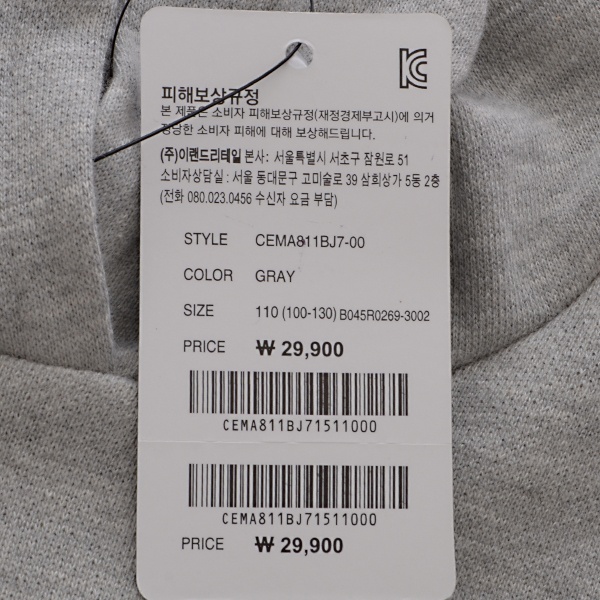 피해보상규정
본 제품은 소비자 피해보상규정(재정경제부고시)에 의거
정당한 소비자 피해에 대해 보상해드립니다.
(주)이랜드리테일 본사: 서울특별시 서초구 잠원로 51
소비자상담실: 서울 동대문구 고미술로 39 삼희상가 5동 2층
(전화 080.023.0456 수신자 요금 부담)
STYLE CEMA811BJ7-00
COLOR GRAY
SIZE 110 (100-130) B045R0269-3002
PRICE ₩ 29,900
CEMA811BJ71511000
CEMA811BJ71511000
PRICE ₩ 29,900